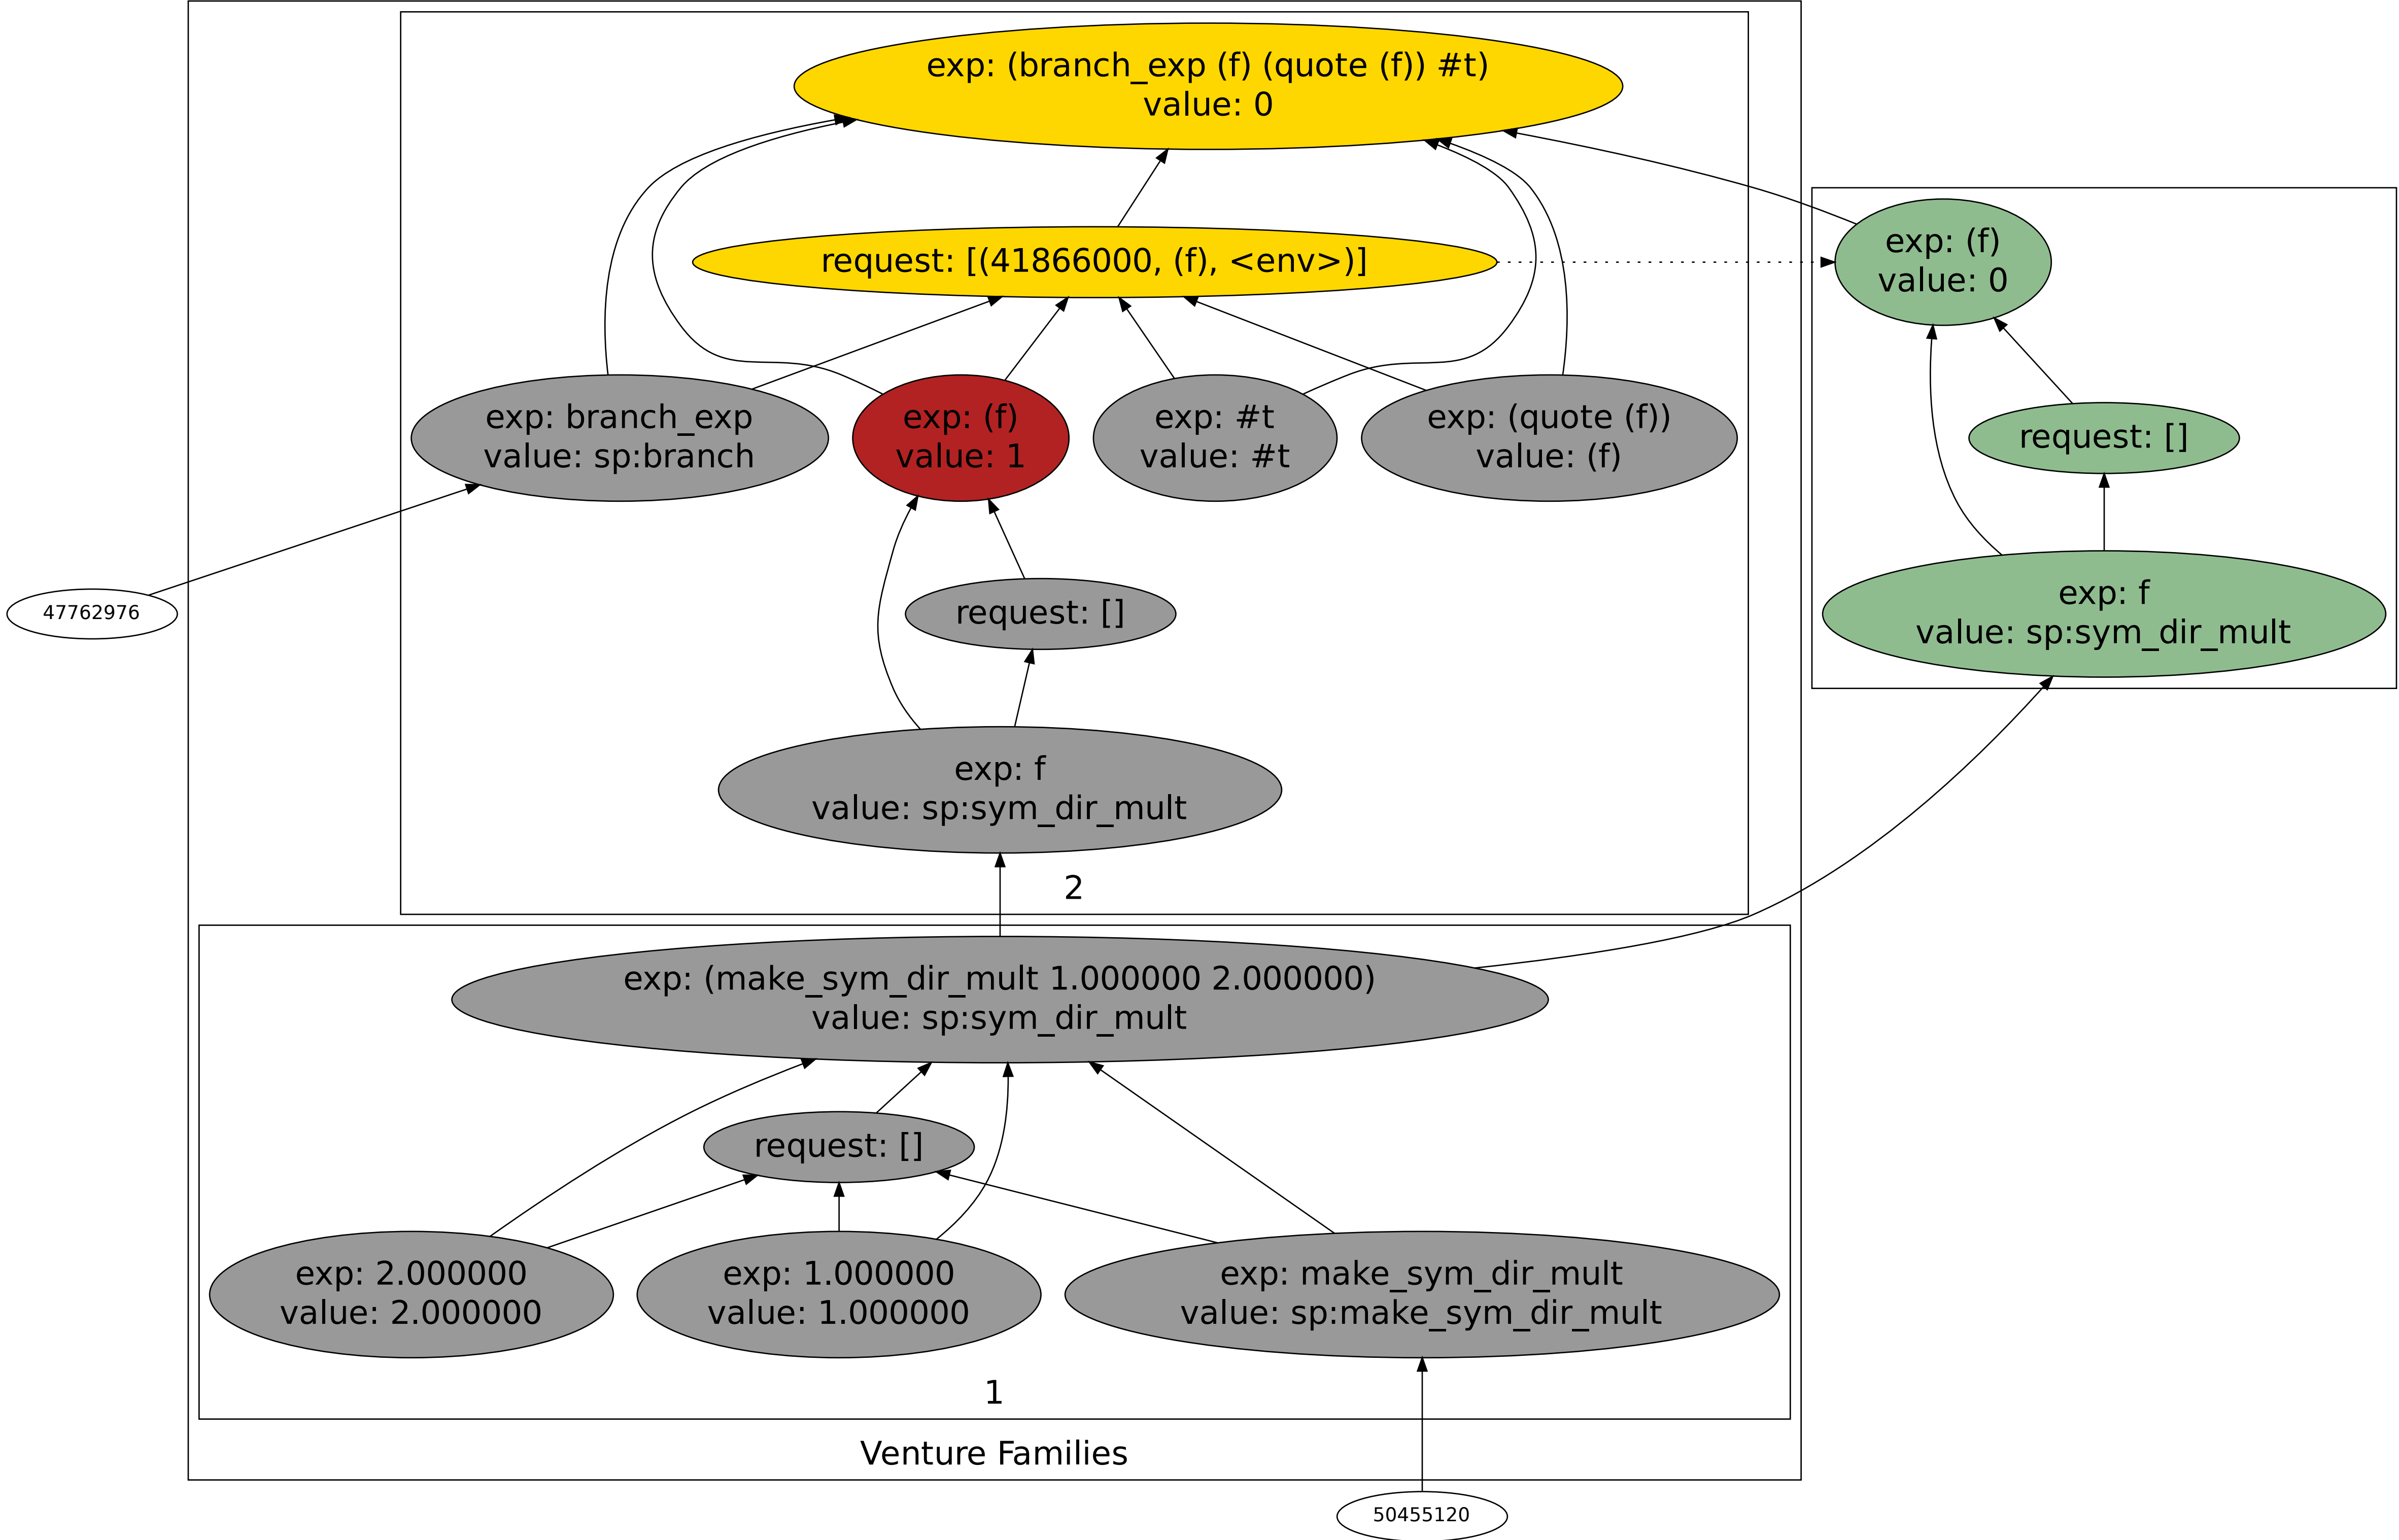 exp: (branch_exp (f) (quote (f)) #t)
value: 0
request: [(41866000, (f), <env>)]
exp: (f)
value: 0
exp: branch_exp
value: sp:branch
exp: (f)
value: 1
exp: #t
value: #t
exp: (quote (f))
value: (f)
request: []
47762976
request: []
exp: f
value: sp:sym_dir_mult
exp: f
value: sp:sym_dir_mult
2
exp: (make_sym_dir_mult 1.000000 2.000000)
value: sp:sym_dir_mult
request: []
exp: 2.000000
value: 2.000000
exp: 1.000000
value: 1.000000
exp: make_sym_dir_mult
value: sp:make_sym_dir_mult
1
Venture Families
50455120